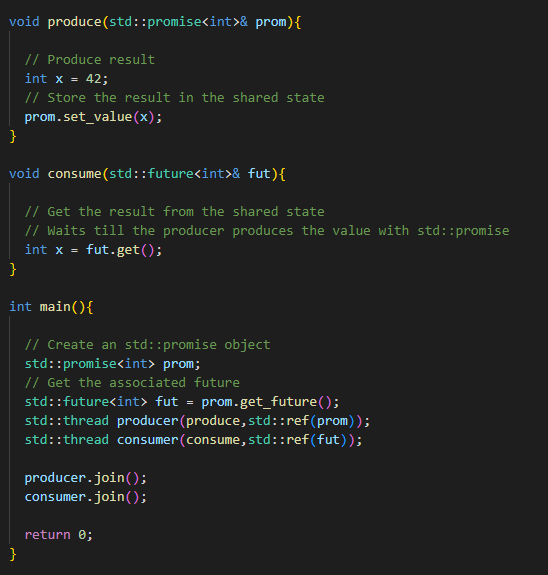 void produce(std::promise<int>& prom){
// Produce result
int x = 42;
// Store the result in the shared state
prom.set_value(x);
}
void consume(std::future<int>& fut){
// Get the result from the shared state
// Waits till the producer produces the value with std::promise
int x = fut.get();
}
int main(){
// Create an std::promise object
std::promise<int> prom;
// Get the associated future
std::future<int> fut = prom.get_future();
std::thread producer(produce,std::ref(prom));
std::thread consumer(consume,std::ref(fut));
producer.join();
consumer.join();
return 0;
}